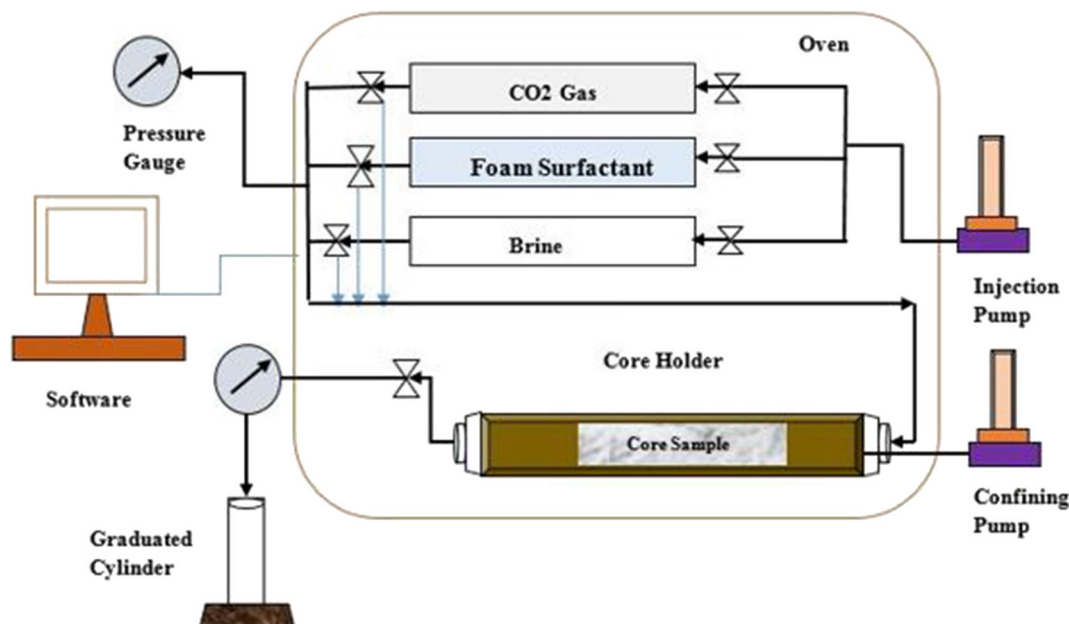 Oven
CO2 Gas
Pressure
Gauge
Foam Surfactant
Brine
Injection
Pump
Core Holder
Software
Core Sample
Confining
Pump
Graduated
Cylinder